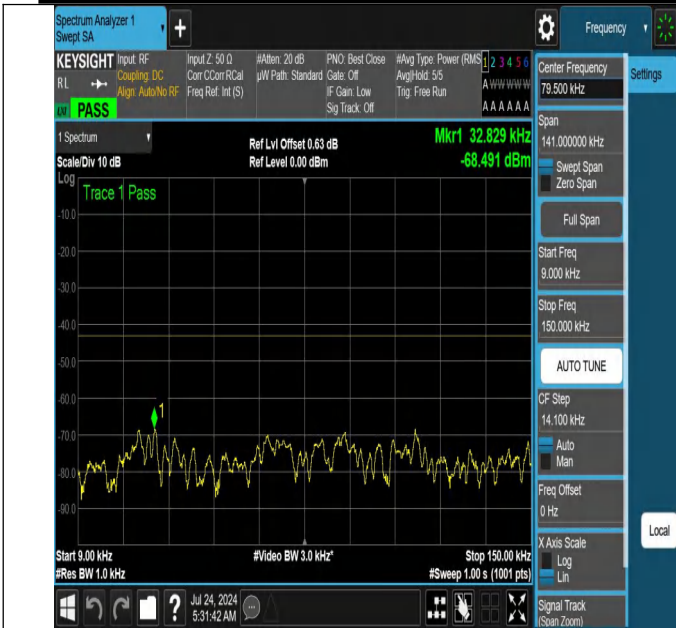 Spectrum Analyzer 1
Swept SA
+
Frequency
KEYSIGHT
RL
PASS
Input: RF
Coupling: DC
Align: Auto/No RF
Input Z: 50 Ω
Corr CCorr RCal
Freq Ref: Int (S)
#Atten: 20 dB
µW Path: Standard
PNO: Best Close
Gate: Off
IF Gain: Low
Sig Track: Off
#Avg Type: Power (RMS
Avg|Hold: 5/5
Trig: Free Run
1 2 3 4 5 6
A W W W W W
A A A A A A
Center Frequency
79.500 kHz
Settings
Span
141.000000 kHz
Swept Span
Zero Span
Full Span
Start Freq
9.000 kHz
Stop Freq
150.000 kHz
AUTO TUNE
CF Step
14.100 kHz
Auto
Man
Freq Offset
0 Hz
X Axis Scale
Log
Lin
Local
Signal Track
(Span Zoom)
1 Spectrum
Scale/Div 10 dB
Ref Lvl Offset 0.63 dB
Ref Level 0.00 dBm
Mkr1 32.829 kHz
-68.491 dBm
Log
Trace 1 Pass
-10.0
-20.0
-30.0
-40.0
-50.0
-60.0
1
-70.0
-80.0
-90.0
Start 9.00 kHz
#Video BW 3.0 kHz*
Stop 150.00 kHz
#Res BW 1.0 kHz
#Sweep 1.00 s (1001 pts)
?
Jul 24, 2024
5:31:42 AM